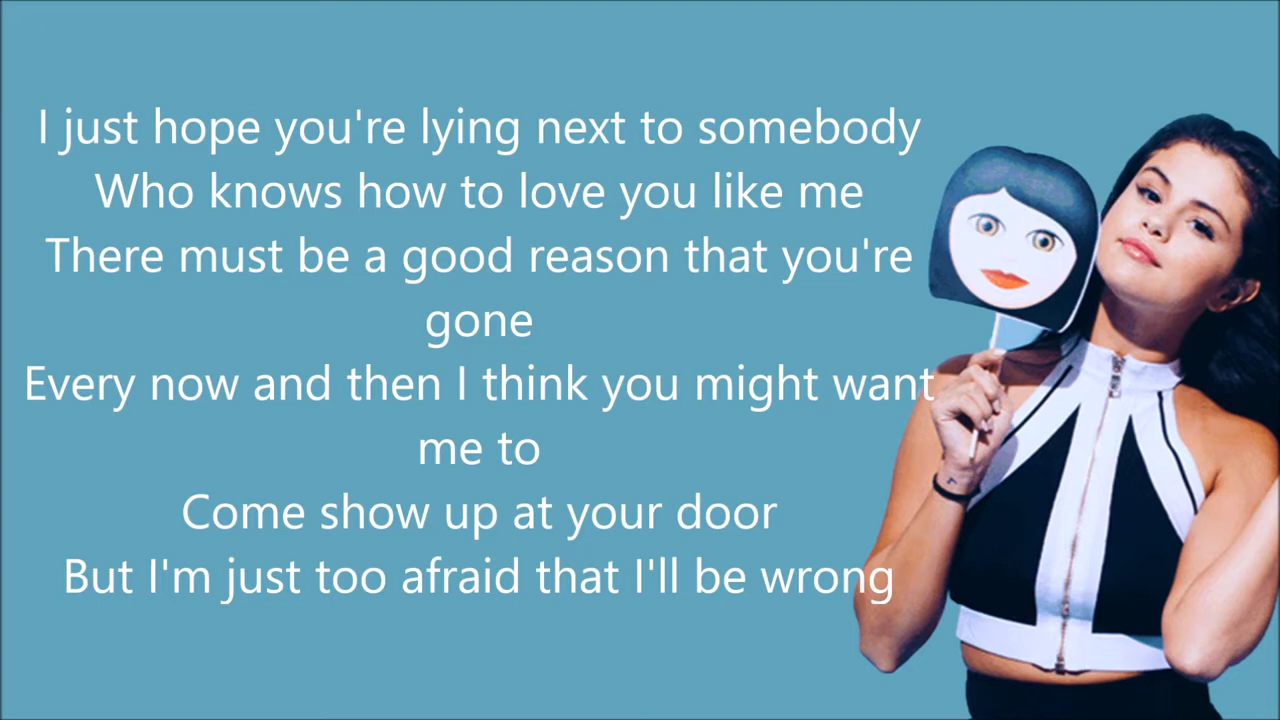 I just hope you're lying next to somebody
Who knows how to love you like me
There must be a good reason that you're
gone
Every now and then I think you might want
me to
Come show up at your door
But I'm just too afraid that I'll be wrong